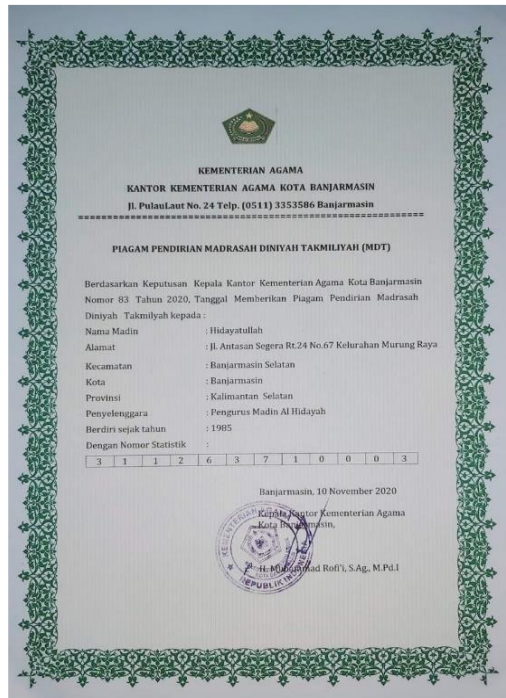 KEMENTERIAN AGAMA
KANTOR KEMENTERIAN AGAMA KOTA BANJARMASIN
Jl. PulauLaut No. 24 Telp. (0511) 3353586 Banjarmasin
PIAGAM PENDIRIAN MADRASAH DINIYAH TAKMILIYAH (MDT)
Berdasarkan Keputusan Kepala Kantor Kementerian Agama Kota Banjarmasin
Nomor 83 Tahun 2020, Tanggal Memberikan Piagam Pendirian Madrasah
Diniyah Takmilyah kepada :
Nama Madin : Hidayatullah
Alamat : Jl. Antasan Segera Rt.24 No.67 Kelurahan Murung Raya
Kecamatan : Banjarmasin Selatan
Kota : Banjarmasin
Provinsi : Kalimantan Selatan
Penyelenggara : Pengurus Madin Al Hidayah
Berdiri sejak tahun : 1985
Dengan Nomor Statistik :
3 1 1 2 6 3 7 1 0 0 0 3
Banjarmasin, 10 November 2020
Kepala Kantor Kementerian Agama
Kota Banjarmasin,
KEMENTERIAN AGAMA
REPUBLIK INDONESIA
H. Muhammad Rofi'i, S.Ag., M.Pd.I